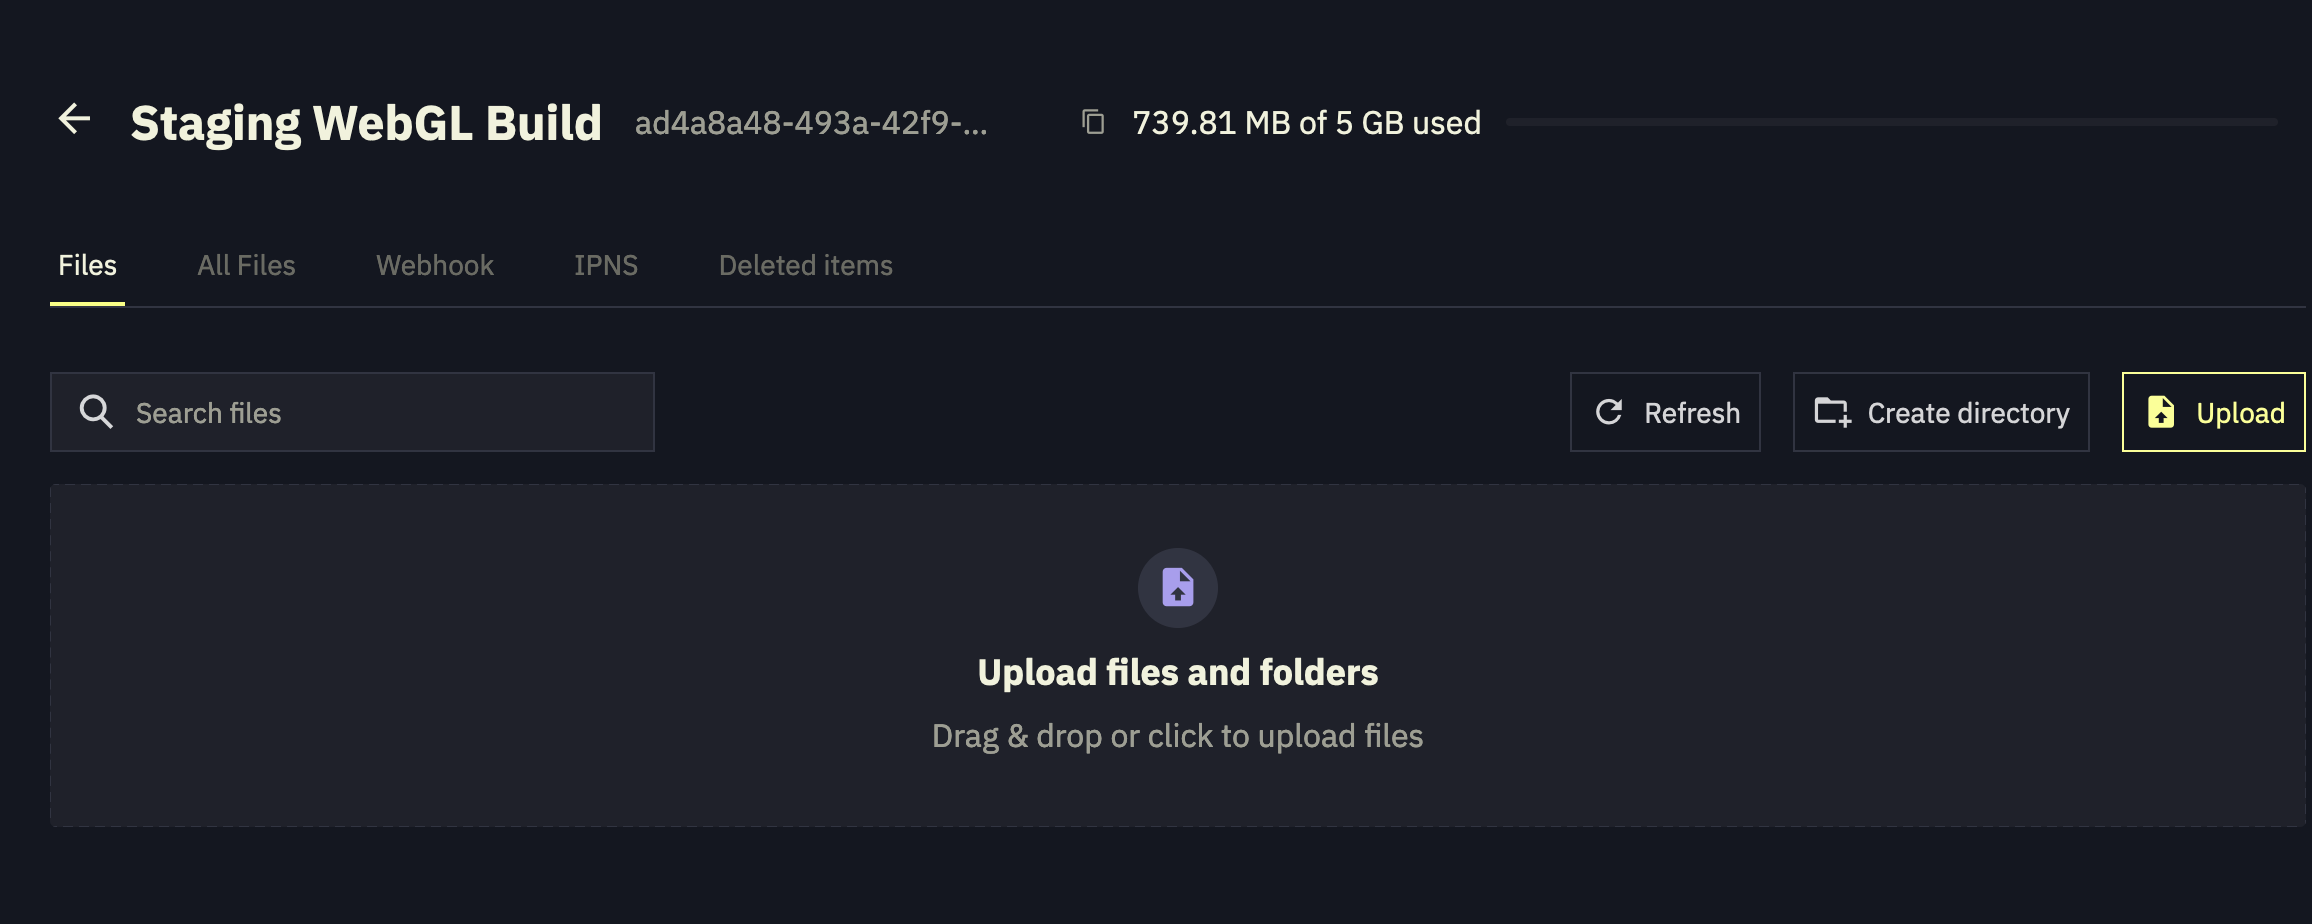 Staging WebGL Build ad4a8a48-493a-42f9-... 739.81 MB of 5 GB used
Files All Files Webhook IPNS Deleted items
Search files Refresh Create directory Upload
Upload files and folders
Drag & drop or click to upload files